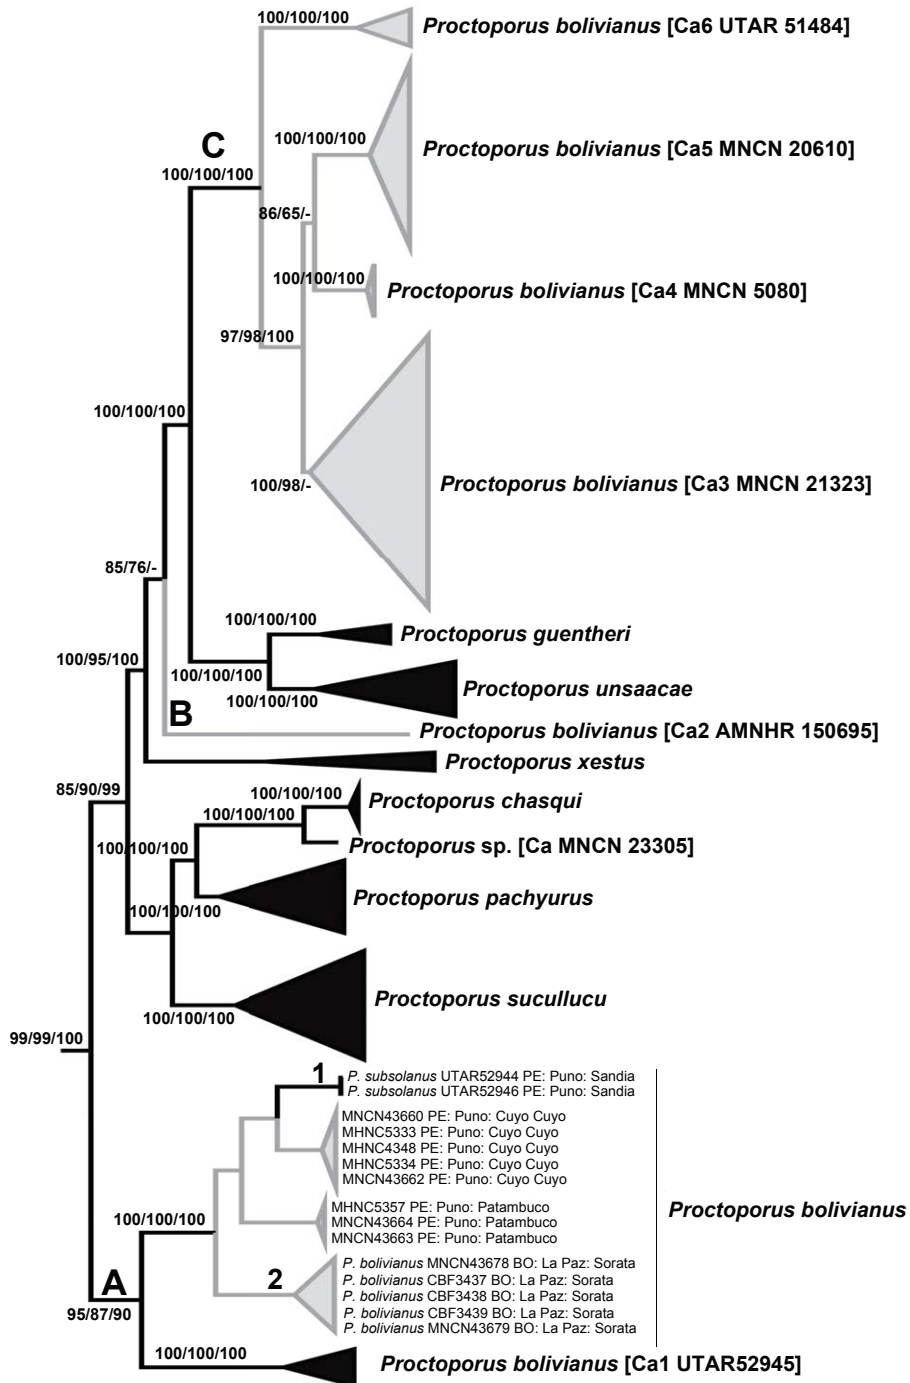 100/100/100
Proctoporus bolivianus [Ca6 UTAR 51484]
100/100/100
Proctoporus bolivianus [Ca5 MNCN 20610]
C
100/100/100
86/65/-
100/100/100
Proctoporus bolivianus [Ca4 MNCN 5080]
97/98/100
100/100/100
100/98/-
Proctoporus bolivianus [Ca3 MNCN 21323]
85/76/-
100/100/100
Proctoporus guentheri
100/95/100
100/100/100
100/100/100
Proctoporus unsaacae
B
Proctoporus bolivianus [Ca2 AMNHR 150695]
Proctoporus xestus
85/90/99
100/100/100
Proctoporus chasqui
100/100/100
Proctoporus sp. [Ca MNCN 23305]
100/100/100
Proctoporus pachyurus
100/100/100
Proctoporus sucullucu
100/100/100
99/99/100
1
P. subsolanus UTAR52944 PE: Puno: Sandia
P. subsolanus UTAR52946 PE: Puno: Sandia
MNCN43660 PE: Puno: Cuyo Cuyo
MHNC5333 PE: Puno: Cuyo Cuyo
MHNC4348 PE: Puno: Cuyo Cuyo
MHNC5334 PE: Puno: Cuyo Cuyo
MNCN43662 PE: Puno: Cuyo Cuyo
MHNC5357 PE: Puno: Patambuco
MNCN43664 PE: Puno: Patambuco
MNCN43663 PE: Puno: Patambuco
Proctoporus bolivianus
100/100/100
2
P. bolivianus MNCN43678 BO: La Paz: Sorata
P. bolivianus CBF3437 BO: La Paz: Sorata
P. bolivianus CBF3438 BO: La Paz: Sorata
P. bolivianus CBF3439 BO: La Paz: Sorata
P. bolivianus MNCN43679 BO: La Paz: Sorata
A
95/87/90
100/100/100
Proctoporus bolivianus [Ca1 UTAR52945]